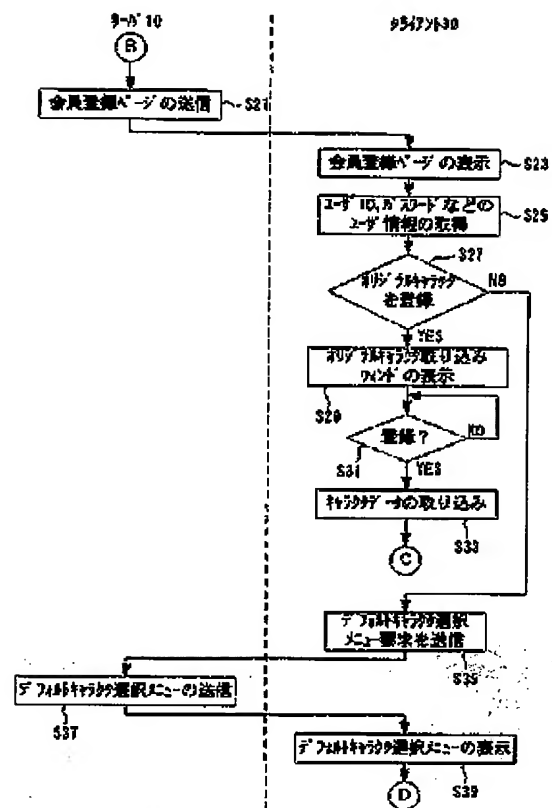 サーバ10
クライアント30
B
会員登録ページの送信
S21
会員登録ページの表示
S23
ユーザID,パスワードなどの
ユーザ情報の取得
S25
S27
オリジナルキャラクタ
を登録
NO
YES
オリジナルキャラクタ取り込み
ウィンドの表示
S29
登録?
NO
S31
YES
キャラクタデータの取り込み
S33
C
デフォルトキャラクタ選択
メニュー要求を送信
S35
デフォルトキャラクタ選択メニューの送信
S37
デフォルトキャラクタ選択メニューの表示
S39
D